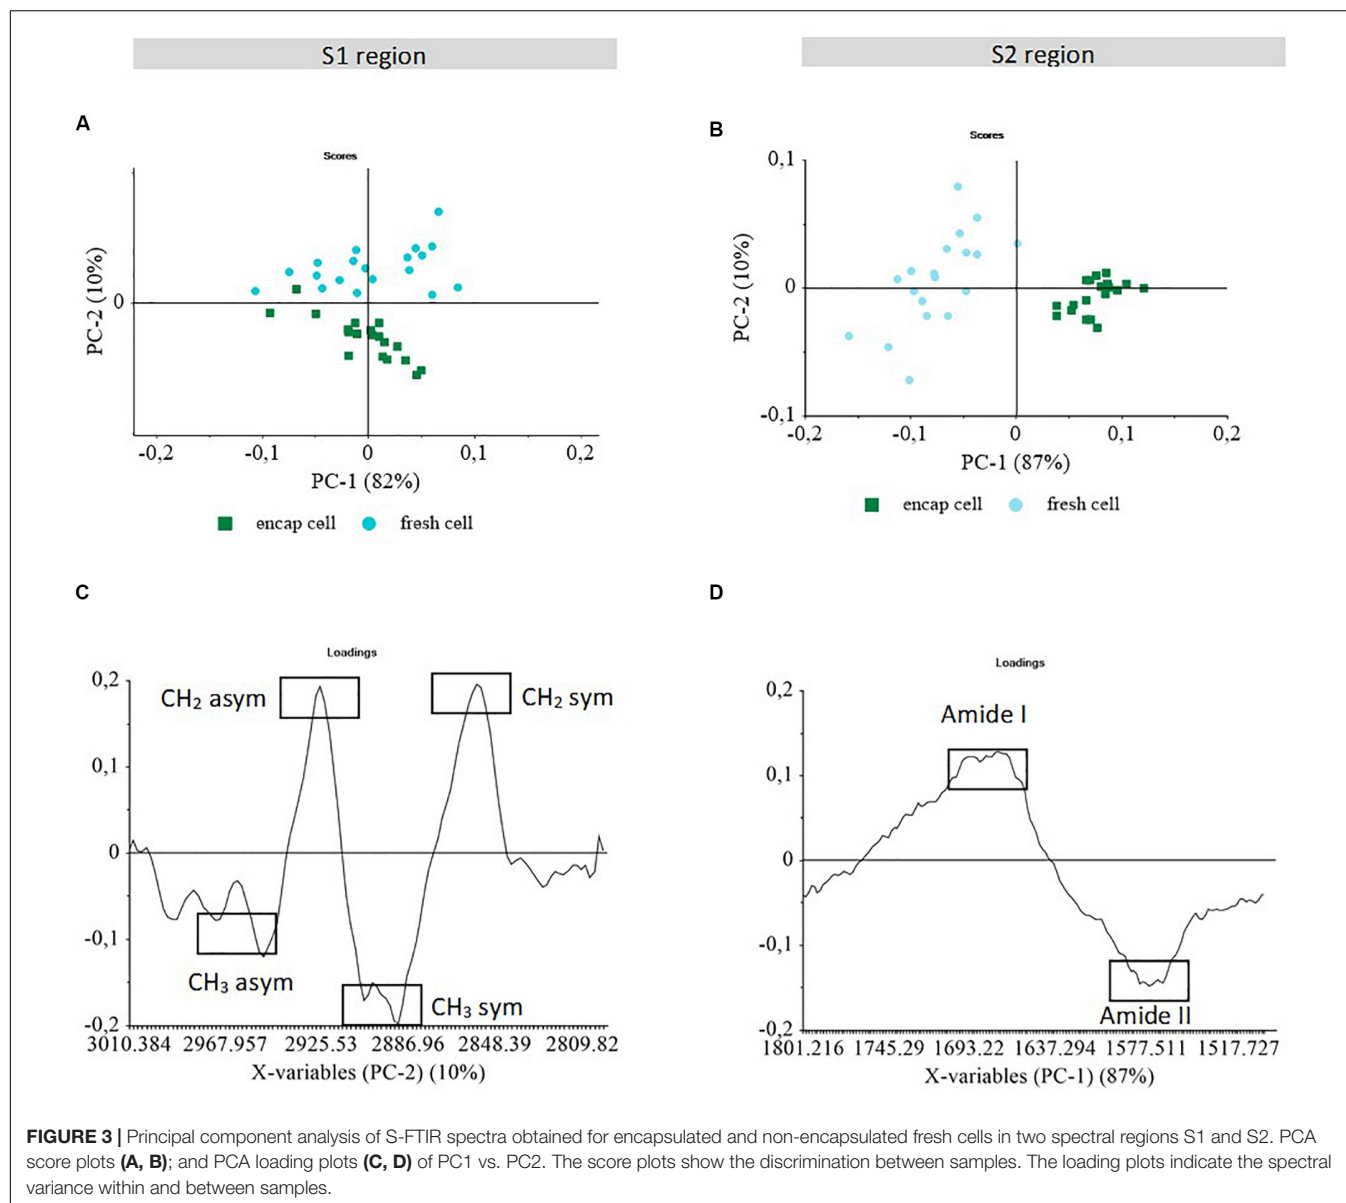 S1 region
S2 region
A
Scores
PC-2 (10%)
0
-0,2
-0,1
0
0,1
0,2
PC-1 (82%)
encap cell
fresh cell
B
Scores
0,1
PC-2 (10%)
0
-0,1
-0,2
-0,1
0
0,1
0,2
PC-1 (87%)
encap cell
fresh cell
C
Loadings
0,2
CH₂ asym
CH₂ sym
0,1
0
-0,1
CH₃ asym
CH₃ sym
-0,2
3010.384 2967.957 2925.53 2886.96 2848.39 2809.82
X-variables (PC-2) (10%)
D
Loadings
0,2
Amide I
0,1
0
-0,1
Amide II
-0,2
1801.216 1745.29 1693.22 1637.294 1577.511 1517.727
X-variables (PC-1) (87%)
FIGURE 3 | Principal component analysis of S-FTIR spectra obtained for encapsulated and non-encapsulated fresh cells in two spectral regions S1 and S2. PCA
score plots (A, B); and PCA loading plots (C, D) of PC1 vs. PC2. The score plots show the discrimination between samples. The loading plots indicate the spectral
variance within and between samples.